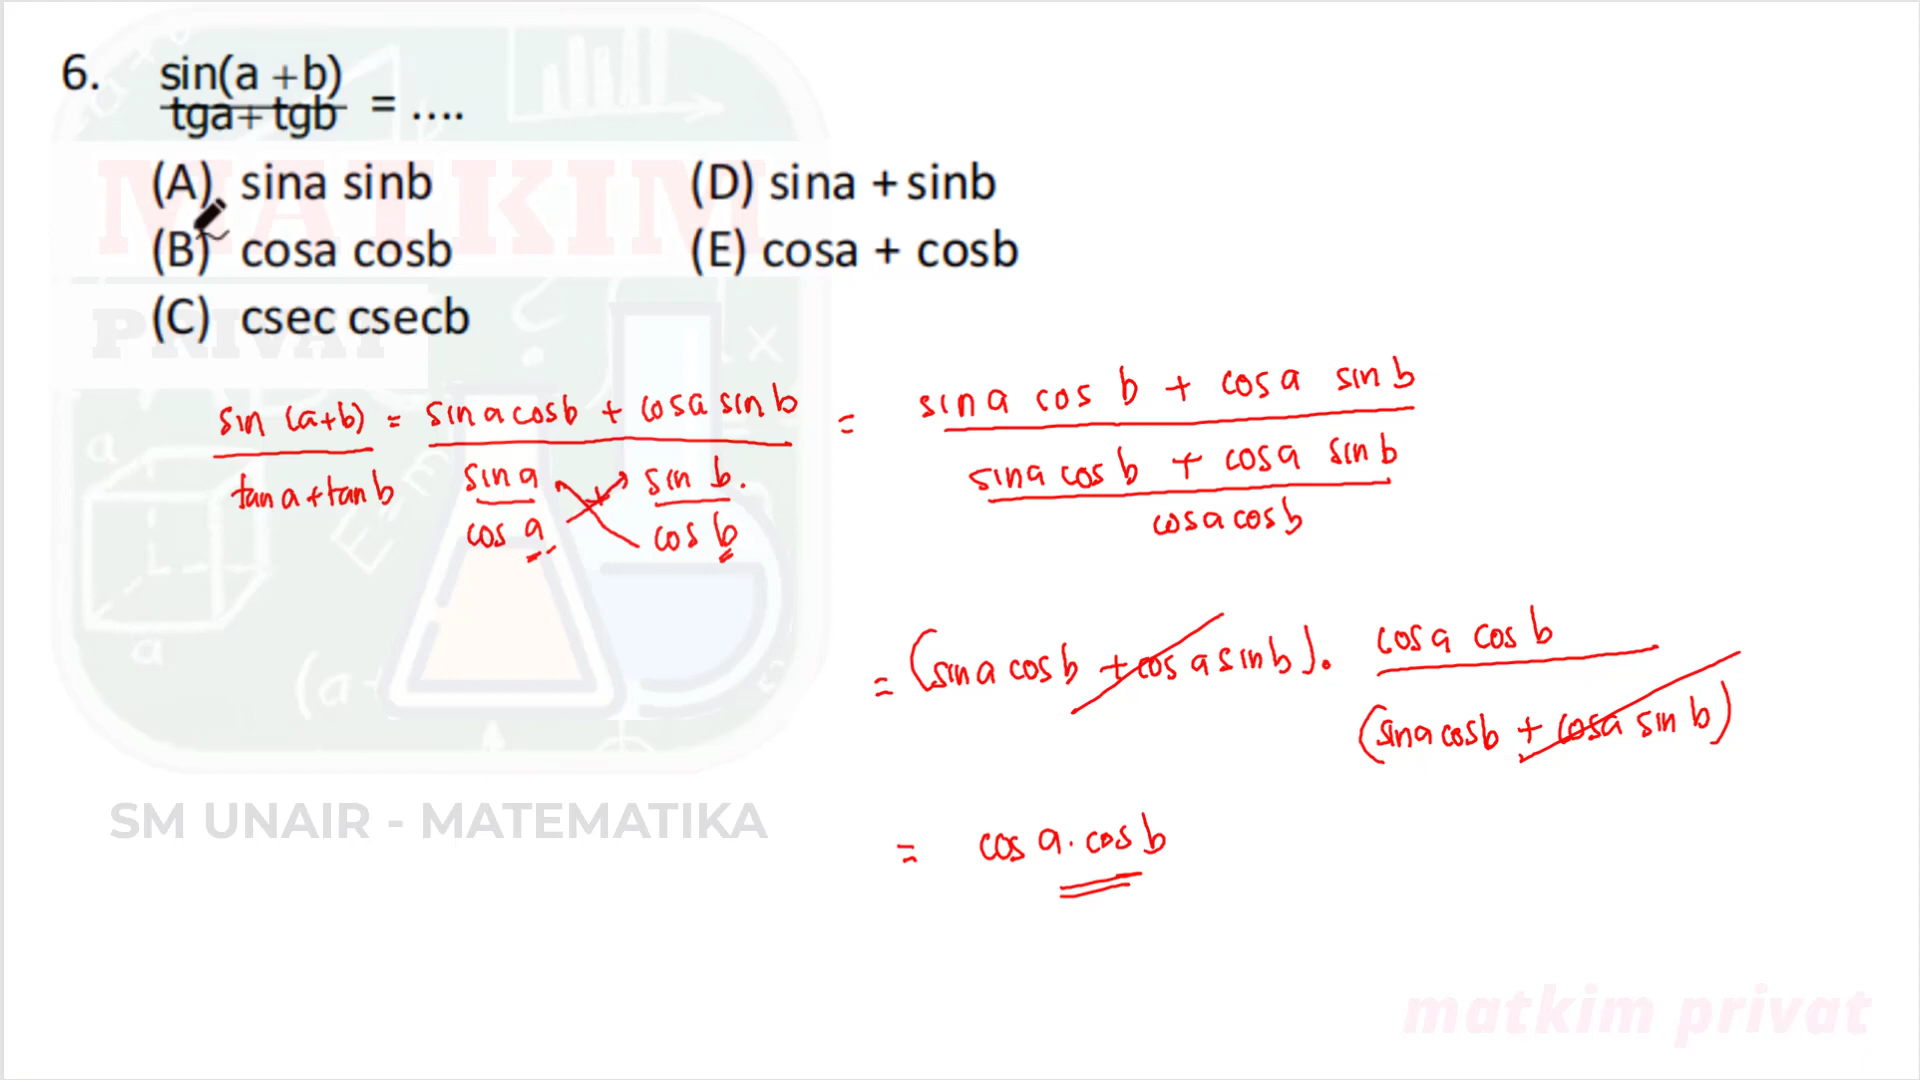 6. sin(a +b)
tga+ tgb = ....
(A) sina sinb
(D) sina + sinb
(B) cosa cosb
(E) cosa + cosb
(C) csec csecb
MATKIM
PRIVAT
sin (a+b) = sin a cos b + cos a sin b = sin a cos b + cos a sin b
tan a + tan b
sin a sin b.
cos a cos b
sin a cos b + cos a sin b
cos a cos b
= (sin a cos b + cos a sin b). cos a cos b
(sin a cos b + cos a sin b)
= cos a . cos b
SM UNAIR - MATEMATIKA
matkim privat